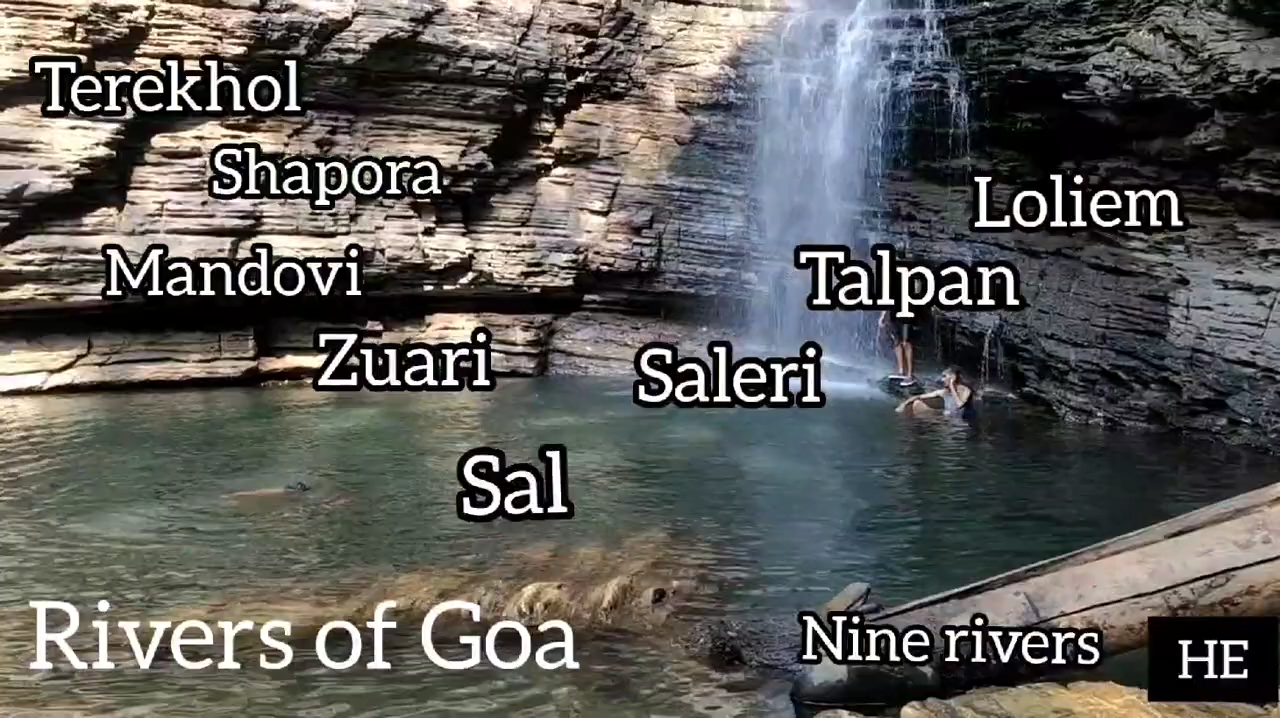 Terekhol
Shapora
Mandovi
Zuari
Sal
Saleri
Talpan
Loliem
Rivers of Goa
Nine rivers
HE